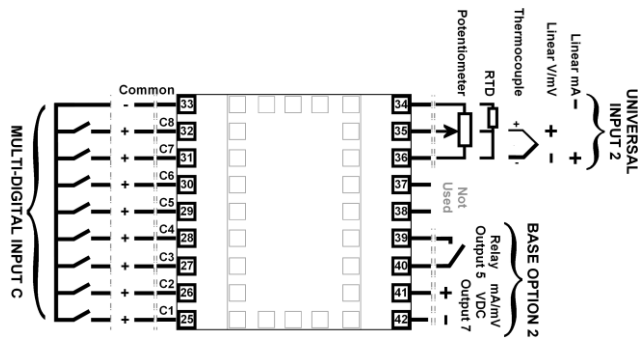 Common
-
33
C8
+
32
C7
+
31
C6
+
30
C5
+
29
C4
+
28
C3
+
27
C2
+
26
C1
+
25
MULTI-DIGITAL INPUT C
34
35
36
37
38
39
40
41
42
Potentiometer
RTD
Thermocouple
+
-
Linear V/mV
+
−
Linear mA
−
+
UNIVERSAL
INPUT 2
Not
Used
Relay
Output 5
mA/mV
VDC
Output 7
+
-
BASE OPTION 2